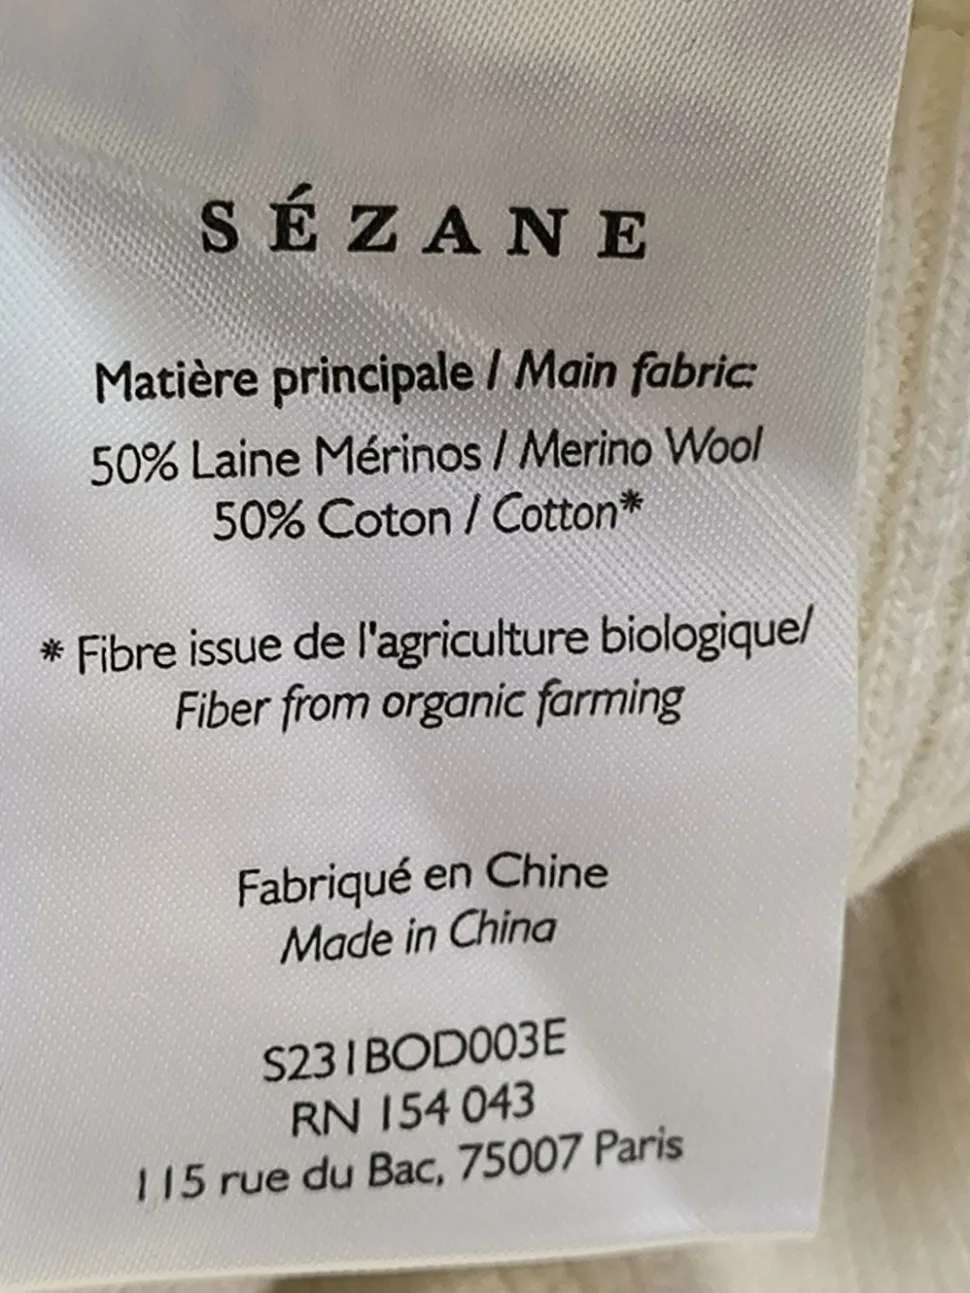 SÉZANE
Matière principale / Main fabric:
50% Laine Mérinos / Merino Wool
50% Coton / Cotton*
* Fibre issue de l'agriculture biologique/
Fiber from organic farming
Fabriqué en Chine
Made in China
S231BOD003E
RN 154 043
115 rue du Bac, 75007 Paris